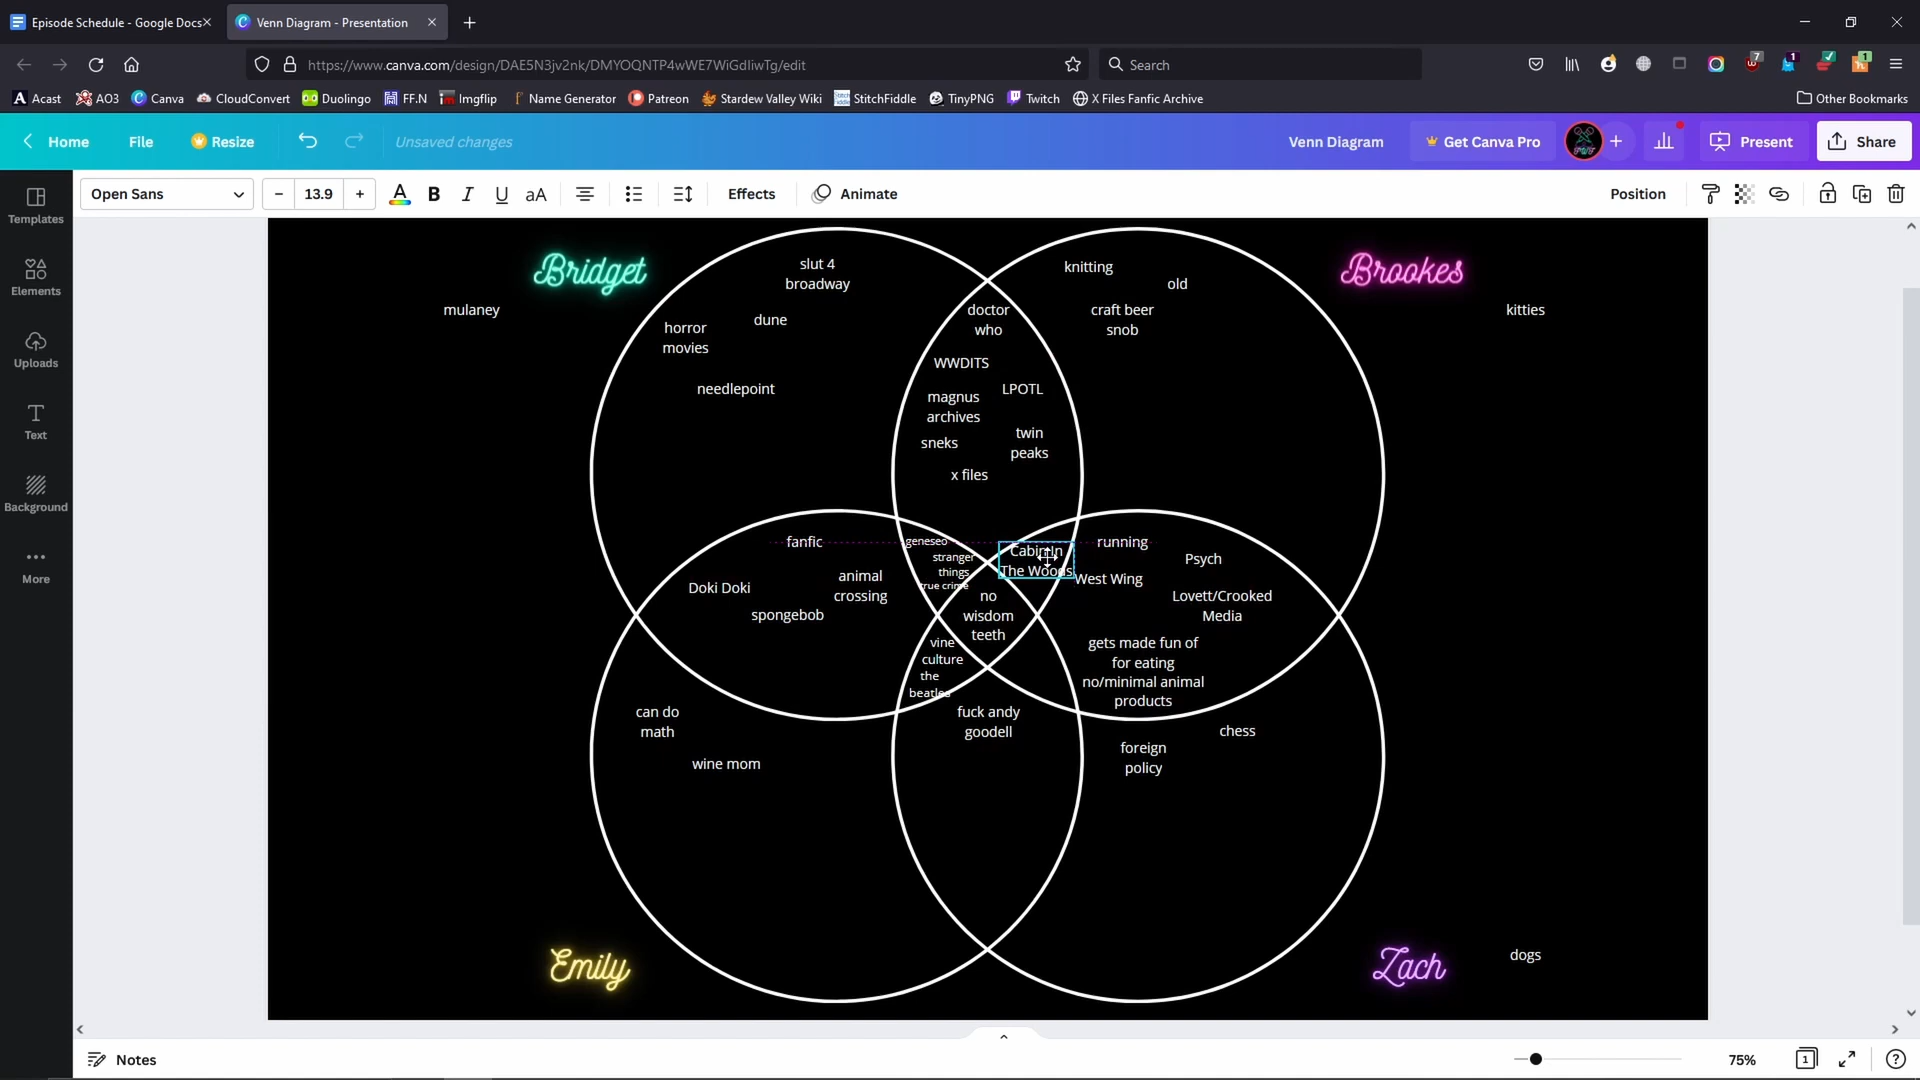 Episode Schedule - Google Docs
Venn Diagram - Presentation
https://www.canva.com/design/DAE5N3jv2nk/DMYOQNTP4wWE7WiGdIiwTg/edit
Search
7
1
1
Acast
AO3
Canva
CloudConvert
Duolingo
FF.N
Imgflip
Name Generator
Patreon
Stardew Valley Wiki
StitchFiddle
TinyPNG
Twitch
X Files Fanfic Archive
Other Bookmarks
Home
File
Resize
Unsaved changes
Venn Diagram
Get Canva Pro
Present
Share
Open Sans
13.9
A
B
I
U
aA
Effects
Animate
Position
Templates
Elements
Uploads
Text
Background
More
Bridget
mulaney
slut 4
broadway
dune
horror
movies
needlepoint
Brookes
kitties
knitting
old
craft beer
snob
doctor
who
WWDITS
LPOTL
magnus
archives
twin
peaks
sneks
x files
fanfic
Doki Doki
animal
crossing
spongebob
geneseo
stranger
things
true crime
Cabin In
The Woods
no
wisdom
teeth
running
Psych
West Wing
Lovett/Crooked
Media
gets made fun of
for eating
no/minimal animal
products
vine
culture
the
beatles
fuck andy
goodell
can do
math
wine mom
chess
foreign
policy
Emily
Zach
dogs
Notes
75%
1